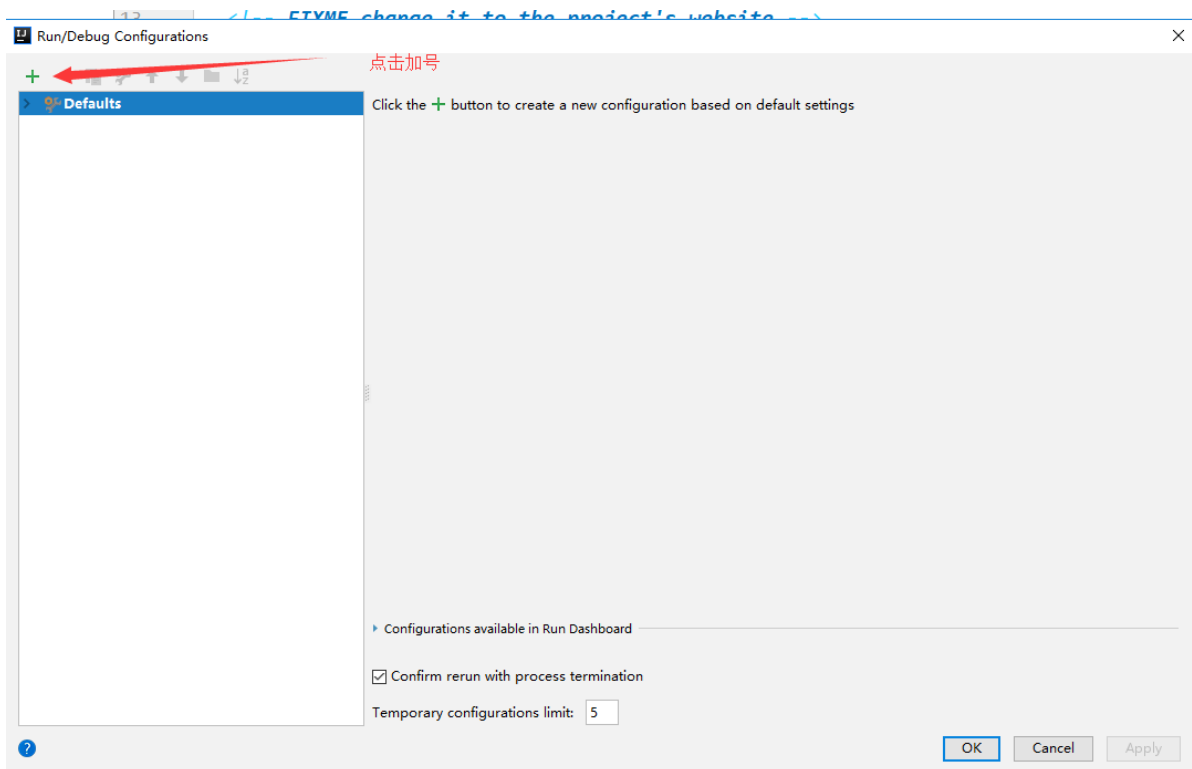 13 <!-- FIXME change it to the project's website -->
Run/Debug Configurations
点击加号
Defaults
Click the + button to create a new configuration based on default settings
Configurations available in Run Dashboard
Confirm rerun with process termination
Temporary configurations limit: 5
? OK Cancel Apply